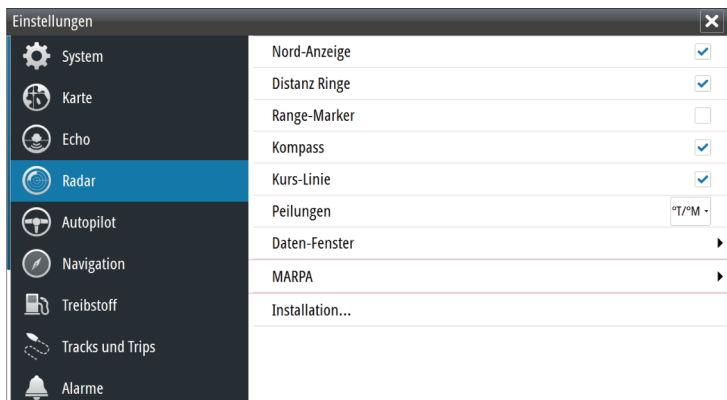 Einstellungen
System
Karte
Echo
Radar
Autopilot
Navigation
Treibstoff
Tracks und Trips
Alarme
Nord-Anzeige
Distanz Ringe
Range-Marker
Kompass
Kurs-Linie
Peilungen °T/°M
Daten-Fenster
MARPA
Installation...